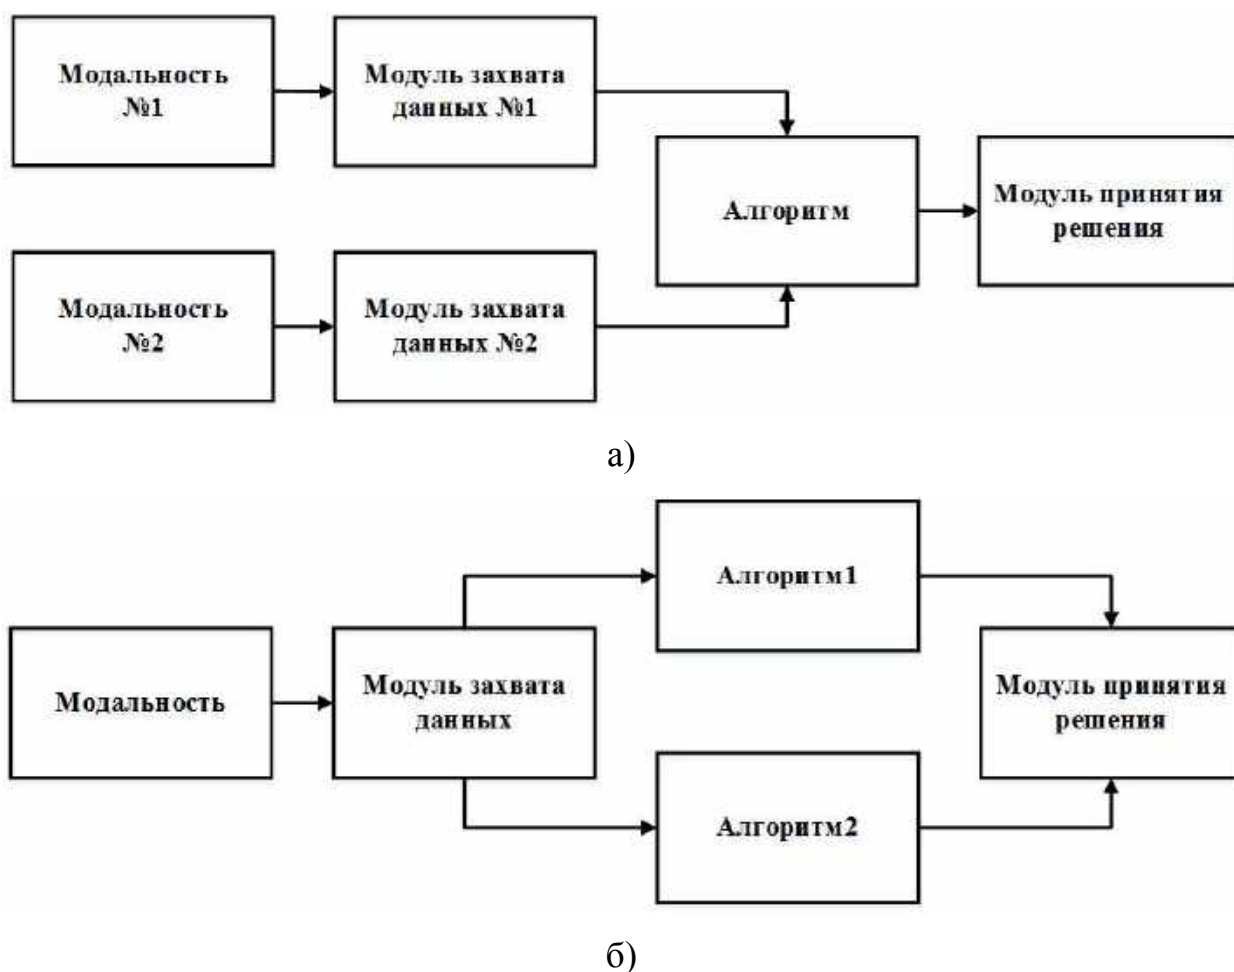 Модальность
№1
Модуль захвата
данных №1
Алгоритм
Модуль принятия
решения
Модальность
№2
Модуль захвата
данных №2
а)
Алгоритм1
Модальность
Модуль захвата
данных
Модуль принятия
решения
Алгоритм2
б)